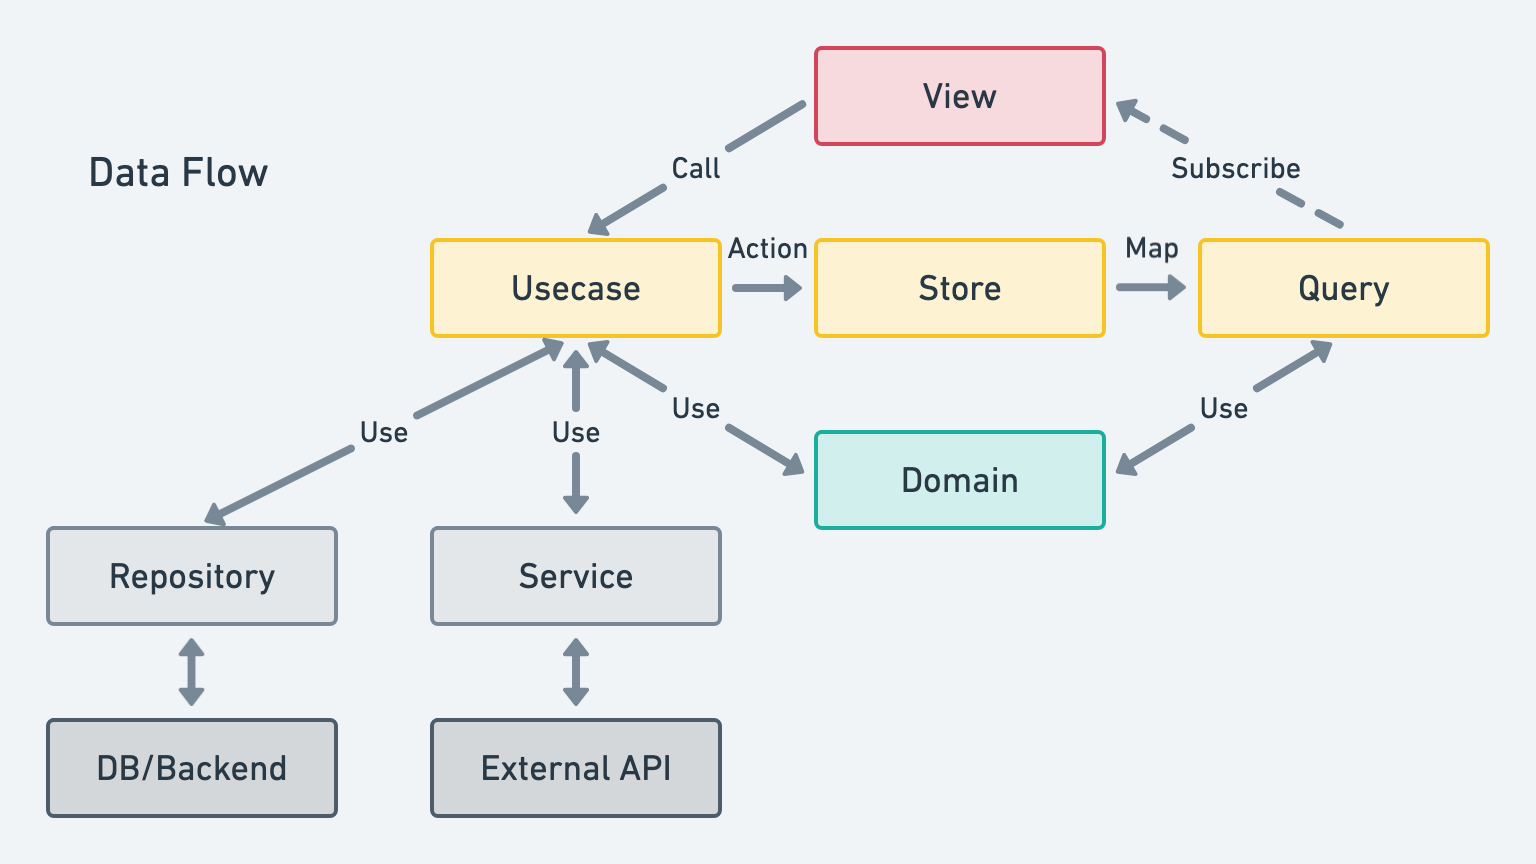 View
Data Flow
Call
Subscribe
Action
Map
Usecase
Store
Query
Use
Use
Use
Use
Domain
Repository
Service
DB/Backend
External API